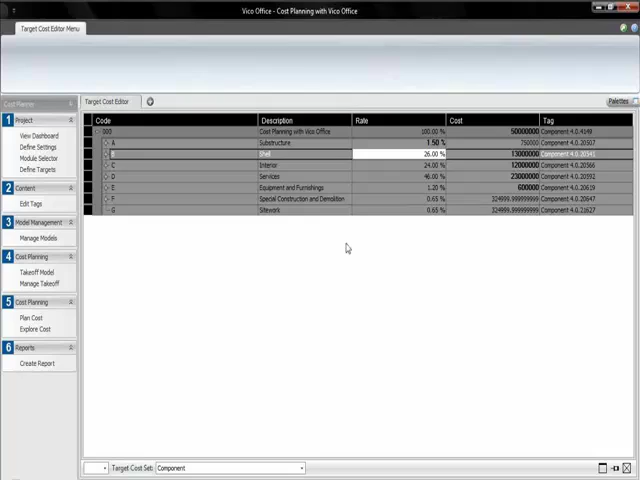 Vico Office - Cost Planning with Vico Office
Target Cost Editor Menu
Cost Planner
Target Cost Editor
Palettes
1 Project
View Dashboard
Define Settings
Module Selector
Define Targets
2 Content
Edit Tags
3 Model Management
Manage Models
4 Cost Planning
Takeoff Model
Manage Takeoff
5 Cost Planning
Plan Cost
Explore Cost
6 Reports
Create Report
Code Description Rate Cost Tag
000 Cost Planning with Vico Office 100.00 % 50000000 Component 4.0.4149
A Substructure 1.50 % 750000 Component 4.0.20507
B Shell 26.00 % 13000000 Component 4.0.20541
C Interior 24.00 % 12000000 Component 4.0.20566
D Services 46.00 % 23000000 Component 4.0.20592
E Equipment and Furnishings 1.20 % 600000 Component 4.0.20619
F Special Construction and Demolition 0.65 % 324999.999999999 Component 4.0.20647
G Sitework 0.65 % 324999.999999999 Component 4.0.21627
Target Cost Set: Component